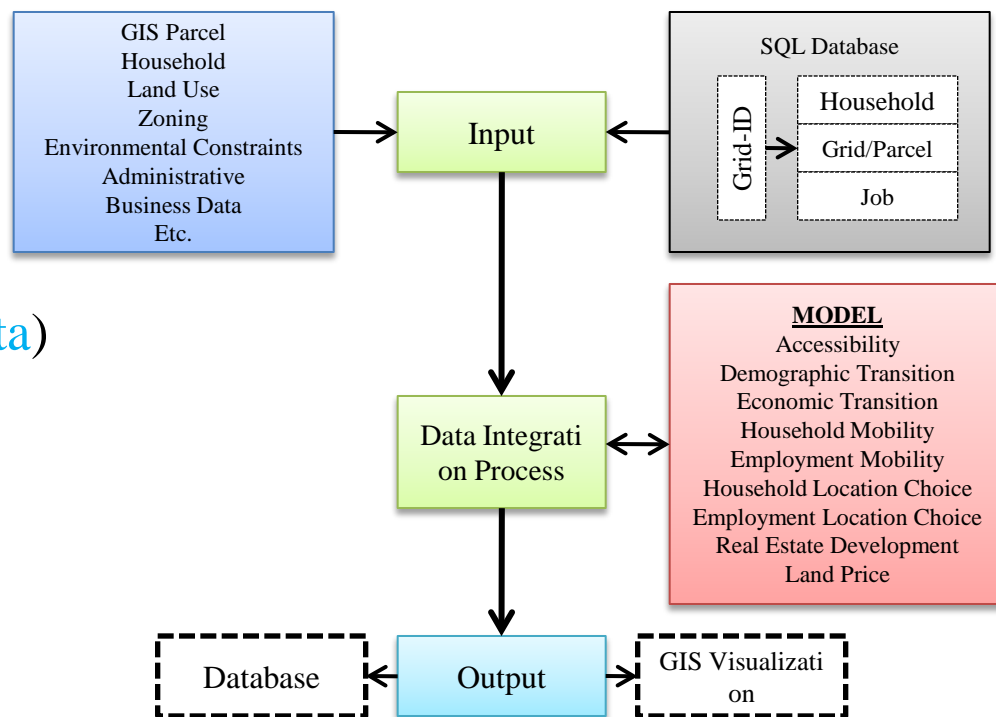 GIS Parcel
Household
Land Use
Zoning
Environmental Constraints
Administrative
Business Data
Etc.
Input
SQL Database
Grid-ID
Household
Grid/Parcel
Job
ta)
Data Integrati
on Process
MODEL
Accessibility
Demographic Transition
Economic Transition
Household Mobility
Employment Mobility
Household Location Choice
Employment Location Choice
Real Estate Development
Land Price
Database
Output
GIS Visualizati
on